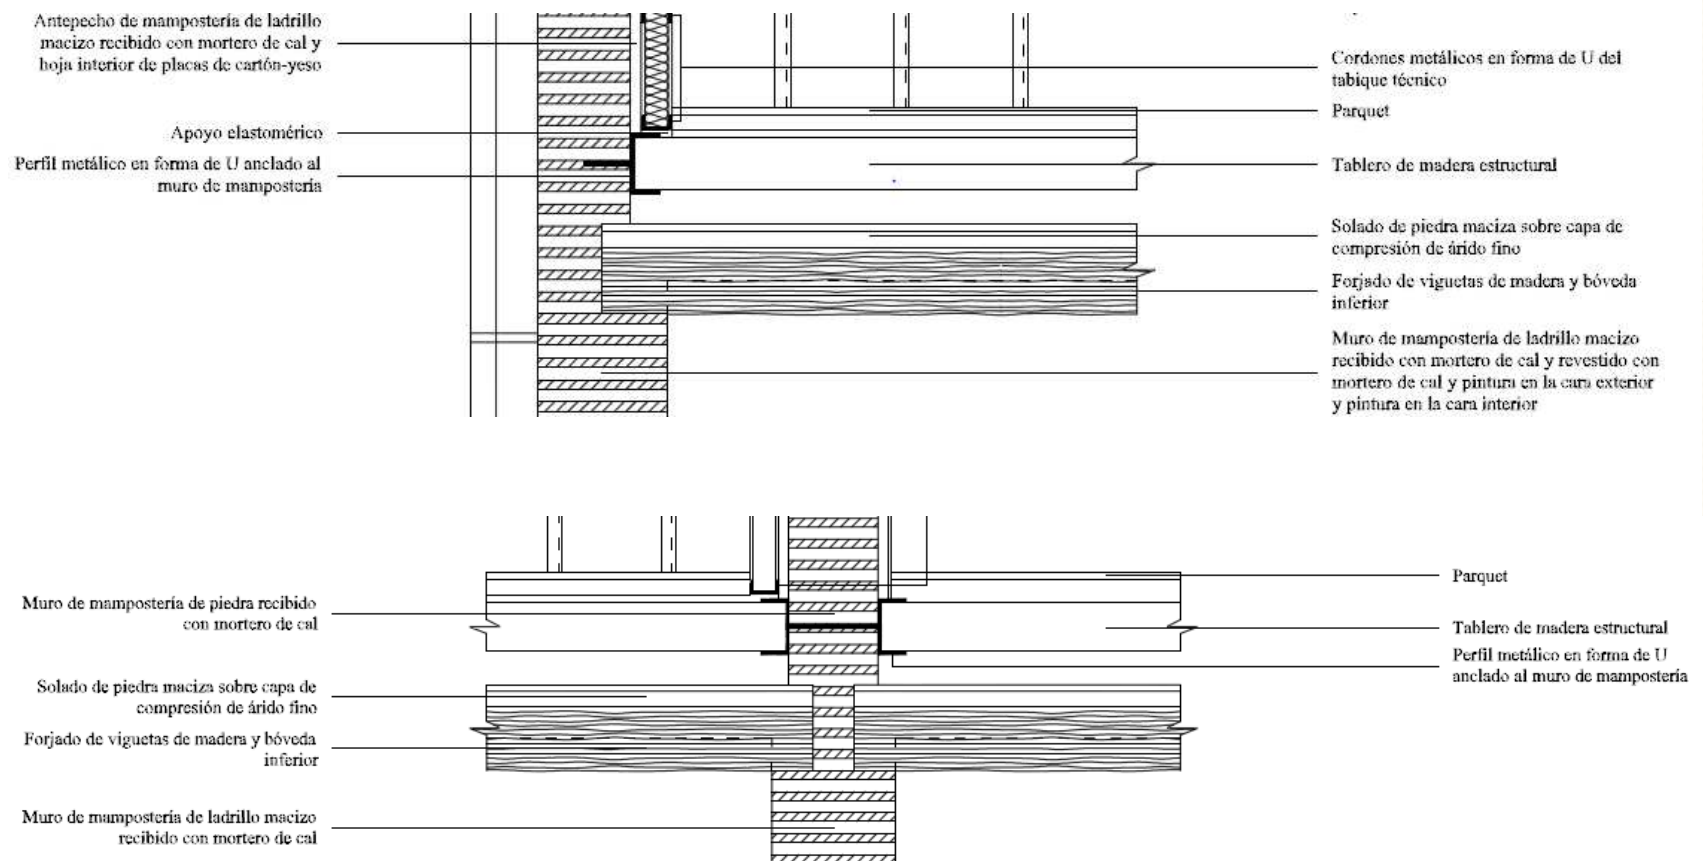 Antepecho de mampostería de ladrillo
macizo recibido con mortero de cal y
hoja interior de placas de cartón-yeso
Apoyo elastomérico
Perfil metálico en forma de U anclado al
muro de mampostería
Cordones metálicos en forma de U del
tabique técnico
Parquet
Tablero de madera estructural
Solado de piedra maciza sobre capa de
compresión de árido fino
Forjado de viguetas de madera y bóveda
inferior
Muro de mampostería de ladrillo macizo
recibido con mortero de cal y revestido con
mortero de cal y pintura en la cara exterior
y pintura en la cara interior
Muro de mampostería de piedra recibido
con mortero de cal
Solado de piedra maciza sobre capa de
compresión de árido fino
Forjado de viguetas de madera y bóveda
inferior
Muro de mampostería de ladrillo macizo
recibido con mortero de cal
Parquet
Tablero de madera estructural
Perfil metálico en forma de U
anclado al muro de mampostería